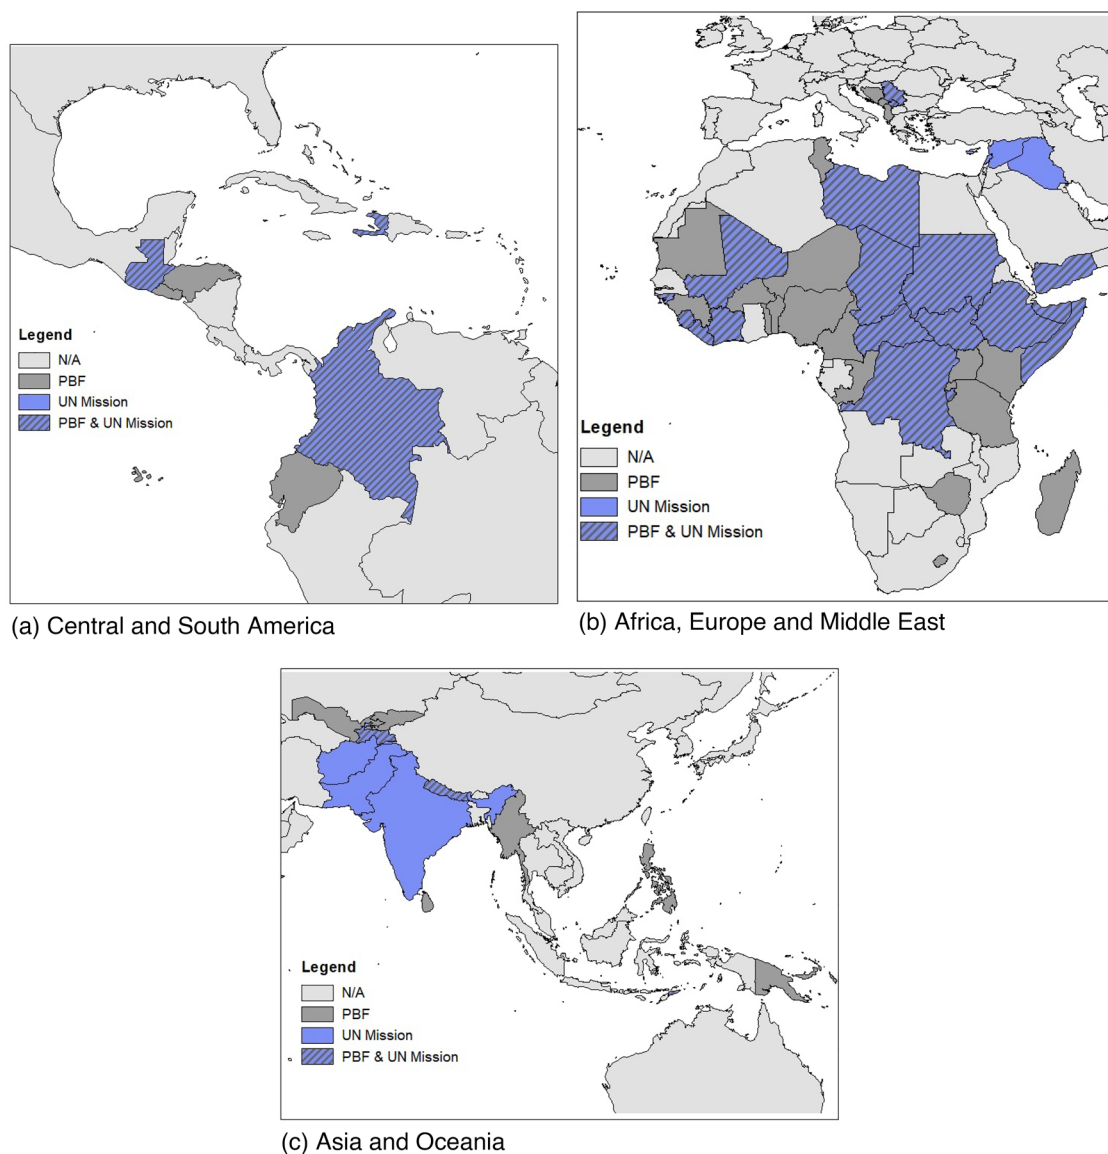 Legend
N/A
PBF
UN Mission
PBF & UN Mission
(a) Central and South America
Legend
N/A
PBF
UN Mission
PBF & UN Mission
(b) Africa, Europe and Middle East
Legend
N/A
PBF
UN Mission
PBF & UN Mission
(c) Asia and Oceania